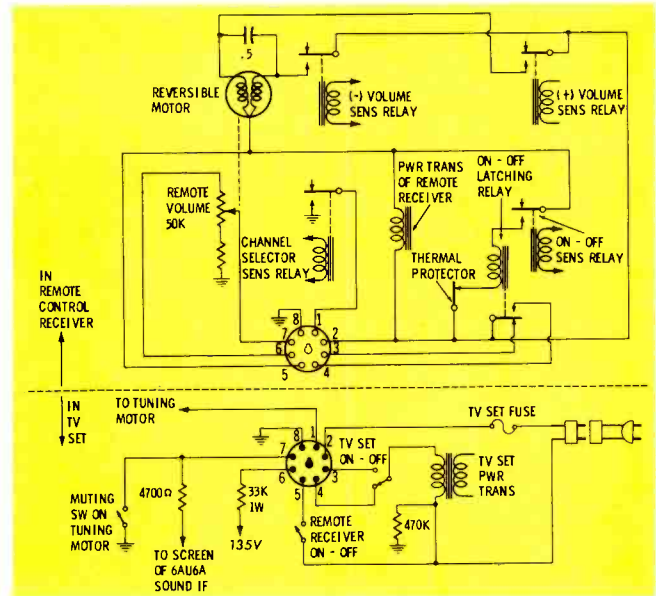 .5
REVERSIBLE
MOTOR
(-) VOLUME
SENS RELAY
(+) VOLUME
SENS RELAY
REMOTE
VOLUME
50K
CHANNEL
SELECTOR
SENS RELAY
PWR TRANS
OF REMOTE
RECEIVER
ON - OFF
LATCHING
RELAY
THERMAL
PROTECTOR
ON - OFF
SENS RELAY
IN
REMOTE
CONTROL
RECEIVER
8 1
7 2
6 3
5 4
IN
TV
SET
TO TUNING
MOTOR
TV SET FUSE
8 1 2
7
6 3
5 4
TV SET
ON - OFF
TV SET
PWR
TRANS
MUTING
SW ON
TUNING
MOTOR
4700Ω
33K
1W
135V
REMOTE
RECEIVER
ON - OFF
470K
TO SCREEN
OF 6AU6A
SOUND IF